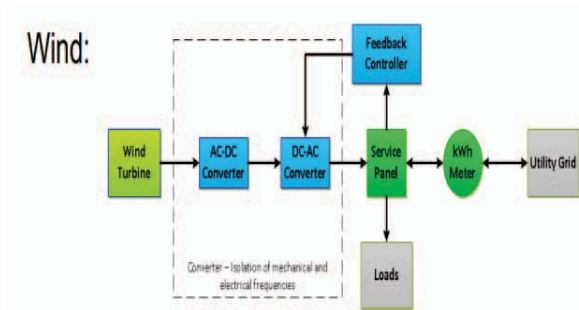 Wind:
Feedback
Controller
Wind
Turbine
AC-DC
Converter
DC-AC
Converter
Service
Panel
kWh
Meter
Utility Grid
Converter – Isolation of mechanical and
electrical frequencies
Loads